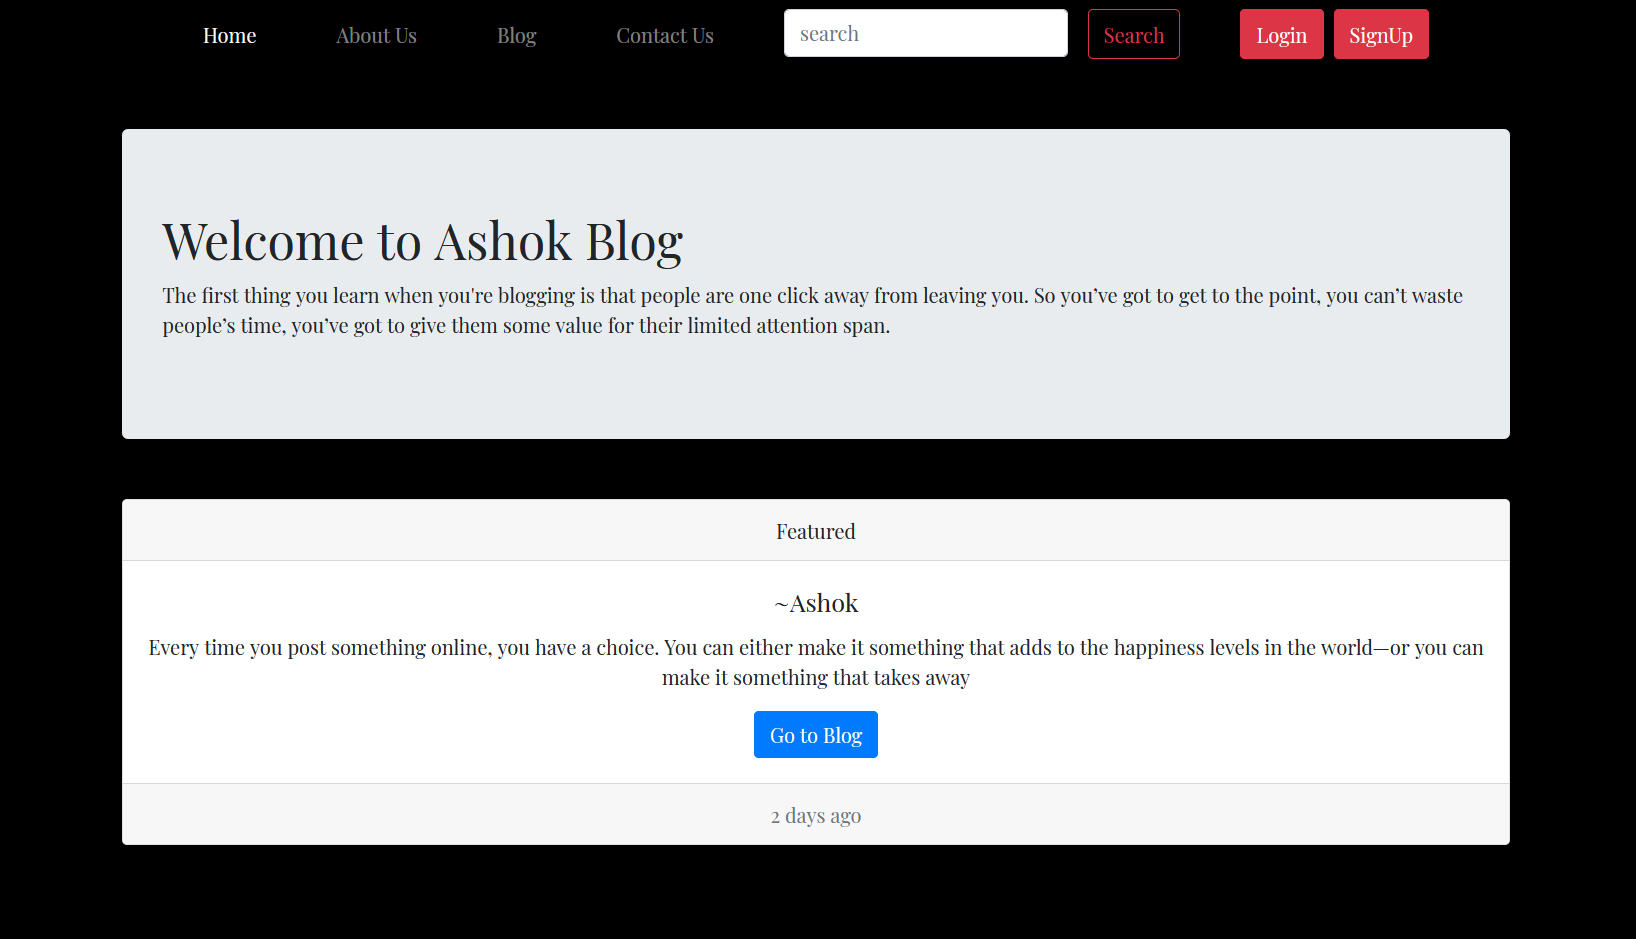 Home About Us Blog Contact Us search Search Login SignUp
Welcome to Ashok Blog
The first thing you learn when you're blogging is that people are one click away from leaving you. So you’ve got to get to the point, you can’t waste
people’s time, you’ve got to give them some value for their limited attention span.
Featured
~Ashok
Every time you post something online, you have a choice. You can either make it something that adds to the happiness levels in the world—or you can
make it something that takes away
Go to Blog
2 days ago